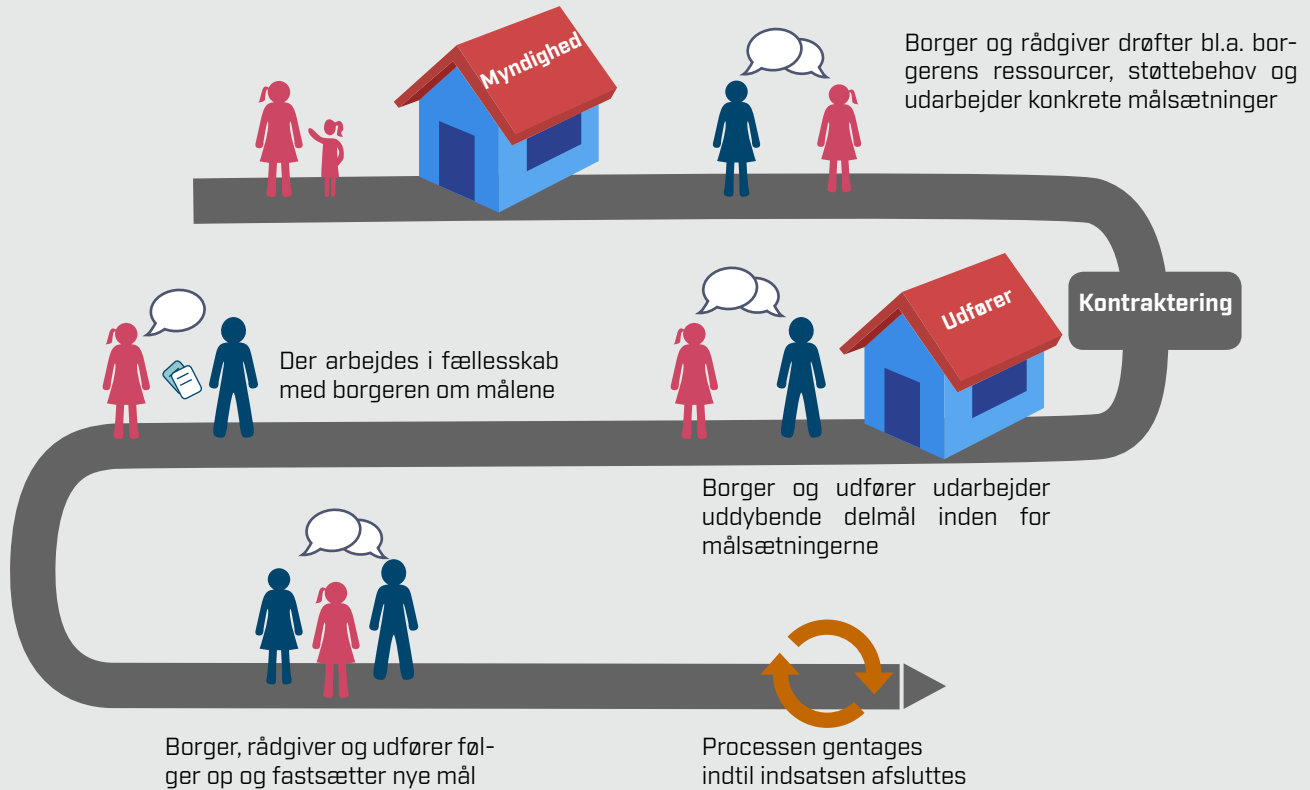 Myndighed
Borger og rådgiver drøfter bl.a. bor-
gerens ressourcer, støttebehov og
udarbejder konkrete målsætninger
Kontraktering
Udfører
Borger og udfører udarbejder
uddybende delmål inden for
målsætningerne
Der arbejdes i fællesskab
med borgeren om målene
Borger, rådgiver og udfører føl-
ger op og fastsætter nye mål
Processen gentages
indtil indsatsen afsluttes